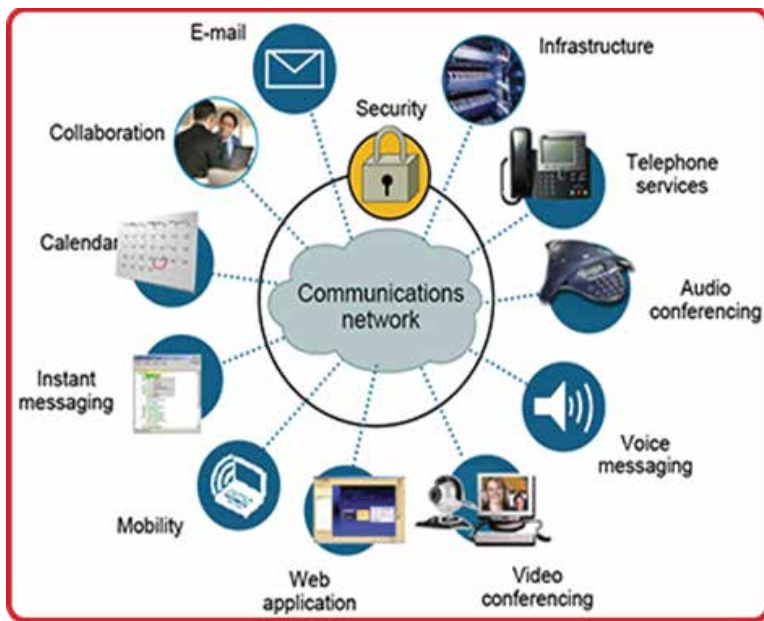 E-mail
Infrastructure
Security
Collaboration
Telephone
services
Calendar
Communications
network
Audio
conferencing
Instant
messaging
Voice
messaging
Mobility
Web
application
Video
conferencing